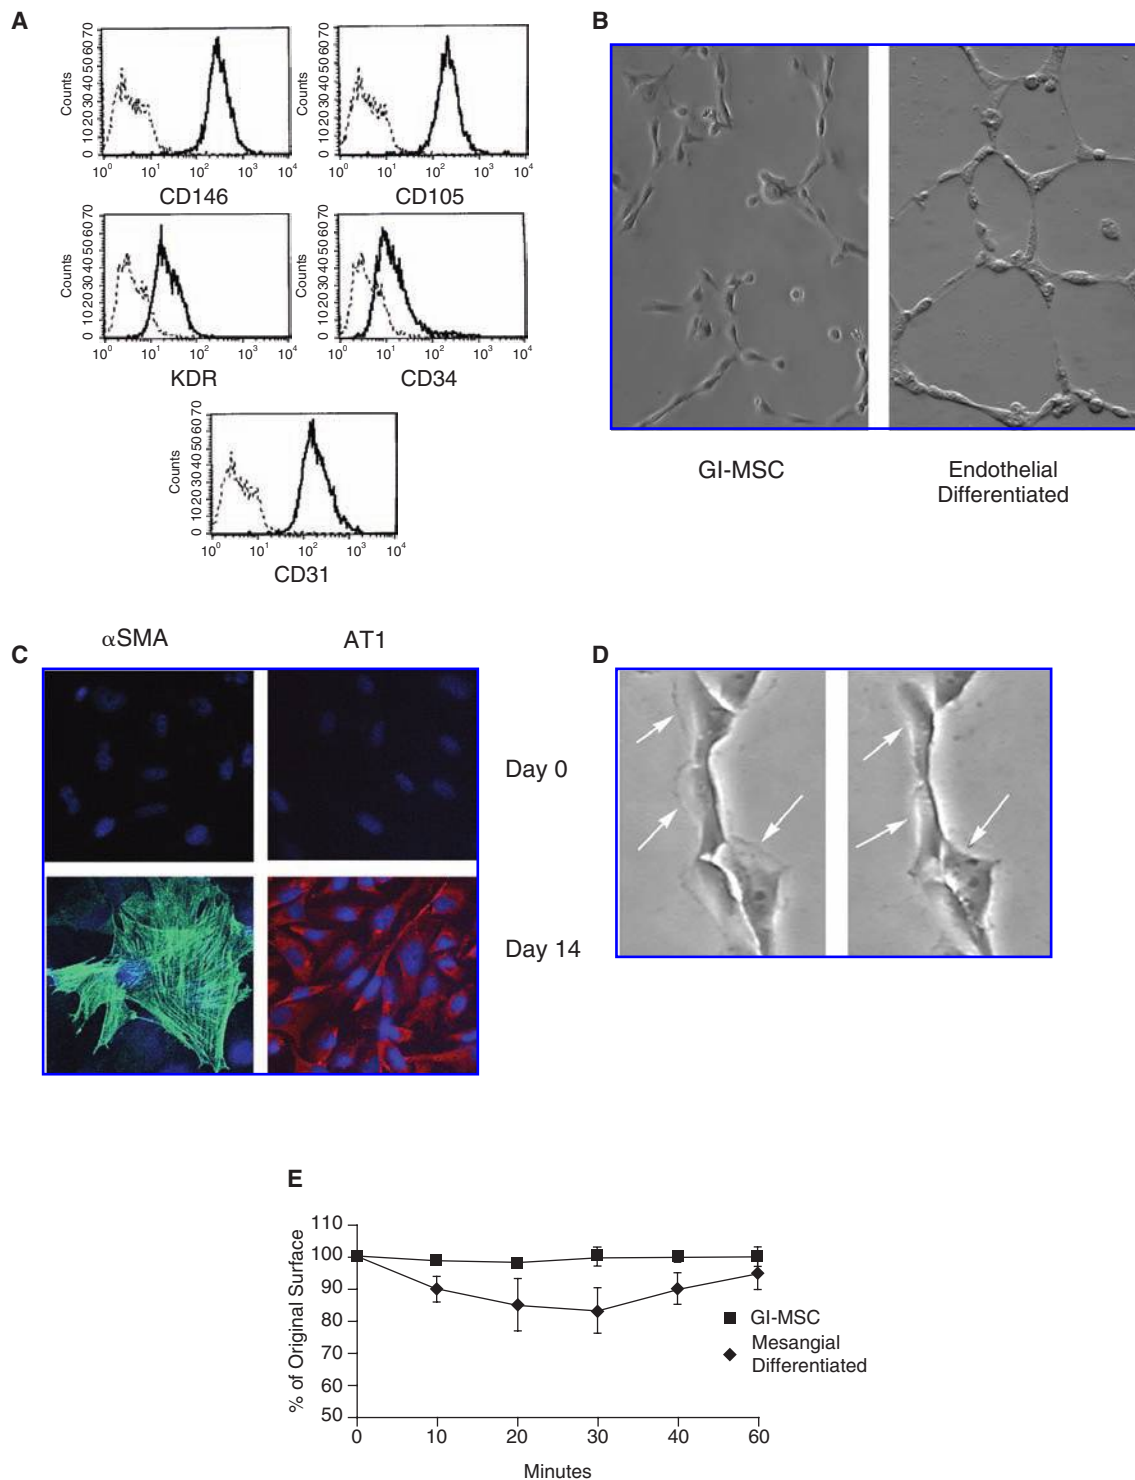 A
Counts
0 10 20 30 40 50 60 70
10^0 10^1 10^2 10^3 10^4
CD146
0 10 20 30 40 50 60 70
10^0 10^1 10^2 10^3 10^4
CD105
Counts
0 10 20 30 40 50 60 70
10^0 10^1 10^2 10^3 10^4
KDR
Counts
0 10 20 30 40 50 60 70
10^0 10^1 10^2 10^3 10^4
CD34
Counts
0 10 20 30 40 50 60 70
10^0 10^1 10^2 10^3 10^4
CD31
B
GI-MSC
Endothelial
Differentiated
C
αSMA
AT1
Day 0
Day 14
D
E
% of Original Surface
110
100
90
80
70
60
50
0 10 20 30 40 50 60
Minutes
GI-MSC
Mesangial
Differentiated